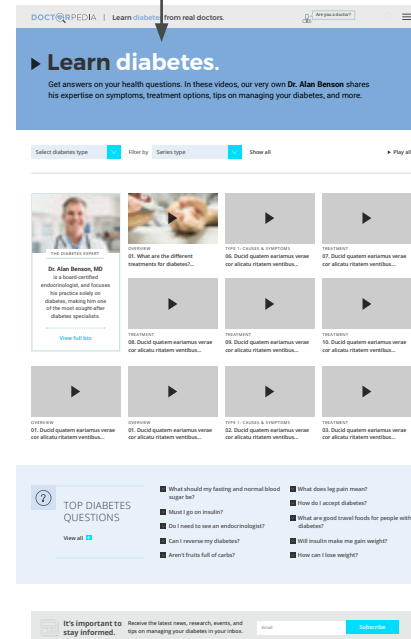 DOCTORPEDIA | Learn diabetes from real doctors.
Are you a doctor?
Learn diabetes.
Get answers on your health questions. In these videos, our very own Dr. Alan Benson shares
his expertise on symptoms, treatment options, tips on managing your diabetes, and more.
Select diabetes type
Filter by
Series type
Show all
Play all
THE DIABETES EXPERT
Dr. Alan Benson, MD
is a board-certified
endocrinologist, and focuses
his practice solely on
diabetes, making him one
of the most sought-after
diabetes specialists.
View full bio
OVERVIEW
01. What are the different
treatments for diabetes?...
TYPE 1: CAUSES & SYMPTOMS
06. Ducid quatem eariamus verae
cor alicatu ritatem ventibus...
TREATMENT
07. Ducid quatem eariamus verae
cor alicatu ritatem ventibus...
TREATMENT
08. Ducid quatem eariamus verae
cor alicatu ritatem ventibus...
TREATMENT
09. Ducid quatem eariamus verae
cor alicatu ritatem ventibus...
TREATMENT
10. Ducid quatem eariamus verae
cor alicatu ritatem ventibus...
OVERVIEW
01. Ducid quatem eariamus verae
cor alicatu ritatem ventibus...
OVERVIEW
01. Ducid quatem eariamus verae
cor alicatu ritatem ventibus...
TYPE 1: CAUSES & SYMPTOMS
02. Ducid quatem eariamus verae
cor alicatu ritatem ventibus...
TREATMENT
03. Ducid quatem eariamus verae
cor alicatu ritatem ventibus...
TOP DIABETES
QUESTIONS
View all
What should my fasting and normal blood
sugar be?
Must I go on insulin?
Do I need to see an endocrinologist?
Can I reverse my diabetes?
Aren't fruits full of carbs?
What does leg pain mean?
How do I accept diabetes?
What are good travel foods for people with
diabetes?
Will insulin make me gain weight?
How can I lose weight?
It's important to
stay informed.
Receive the latest news, research, events, and
tips on managing your diabetes in your inbox.
Email
Subscribe